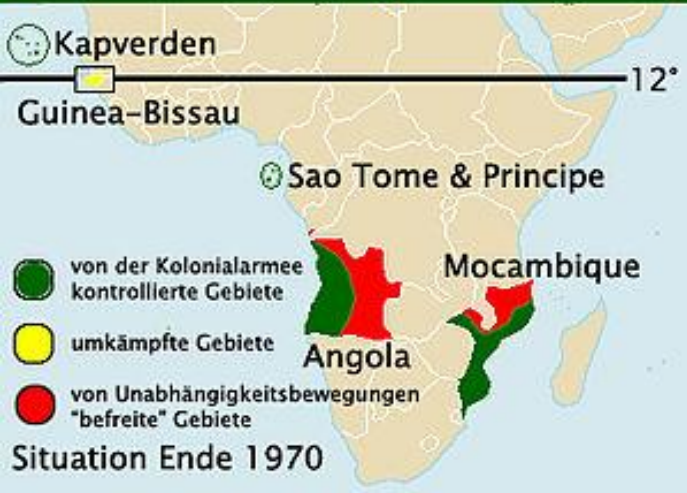 Kapverden
12°
Guinea-Bissau
Sao Tome & Principe
Mocambique
von der Kolonialarmee
kontrollierte Gebiete
umkämpfte Gebiete
Angola
von Unabhängigkeitsbewegungen
"befreite" Gebiete
Situation Ende 1970